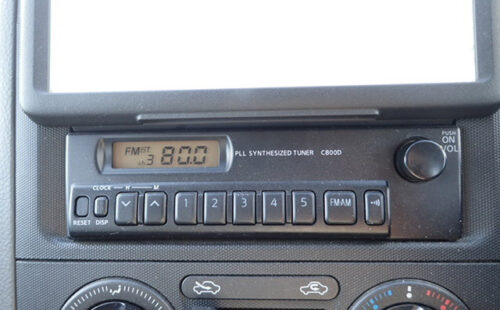 PUSH
ON
VOL
FM ST
3 80.0
PLL SYNTHESIZED TUNER C800D
CLOCK H M
RESET DISP 1 2 3 4 5 FM·AM